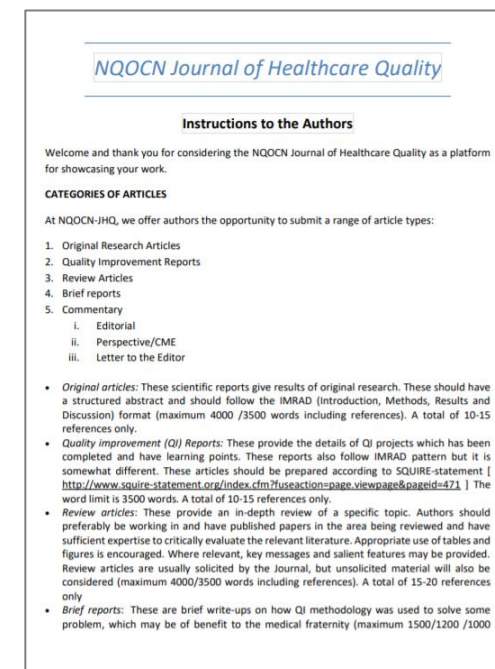 NQOCN Journal of Healthcare Quality
Instructions to the Authors
Welcome and thank you for considering the NQOCN Journal of Healthcare Quality as a platform
for showcasing your work.
CATEGORIES OF ARTICLES
At NQOCN-JHQ, we offer authors the opportunity to submit a range of article types:
1. Original Research Articles
2. Quality Improvement Reports
3. Review Articles
4. Brief reports
5. Commentary
i. Editorial
ii. Perspective/CME
iii. Letter to the Editor
• Original articles: These scientific reports give results of original research. These should have
a structured abstract and should follow the IMRAD (Introduction, Methods, Results and
Discussion) format (maximum 4000 /3500 words including references). A total of 10-15
references only.
• Quality improvement (QI) Reports: These provide the details of QI projects which has been
completed and have learning points. These reports also follow IMRAD pattern but it is
somewhat different. These articles should be prepared according to SQUIRE-statement [
http://www.squire-statement.org/index.cfm?fuseaction=page.viewpage&pageid=471 ] The
word limit is 3500 words. A total of 10-15 references only.
• Review articles: These provide an in-depth review of a specific topic. Authors should
preferably be working in and have published papers in the area being reviewed and have
sufficient expertise to critically evaluate the relevant literature. Appropriate use of tables and
figures is encouraged. Where relevant, key messages and salient features may be provided.
Review articles are usually solicited by the Journal, but unsolicited material will also be
considered (maximum 4000/3500 words including references). A total of 15-20 references
only
• Brief reports: These are brief write-ups on how QI methodology was used to solve some
problem, which may be of benefit to the medical fraternity (maximum 1500/1200 /1000